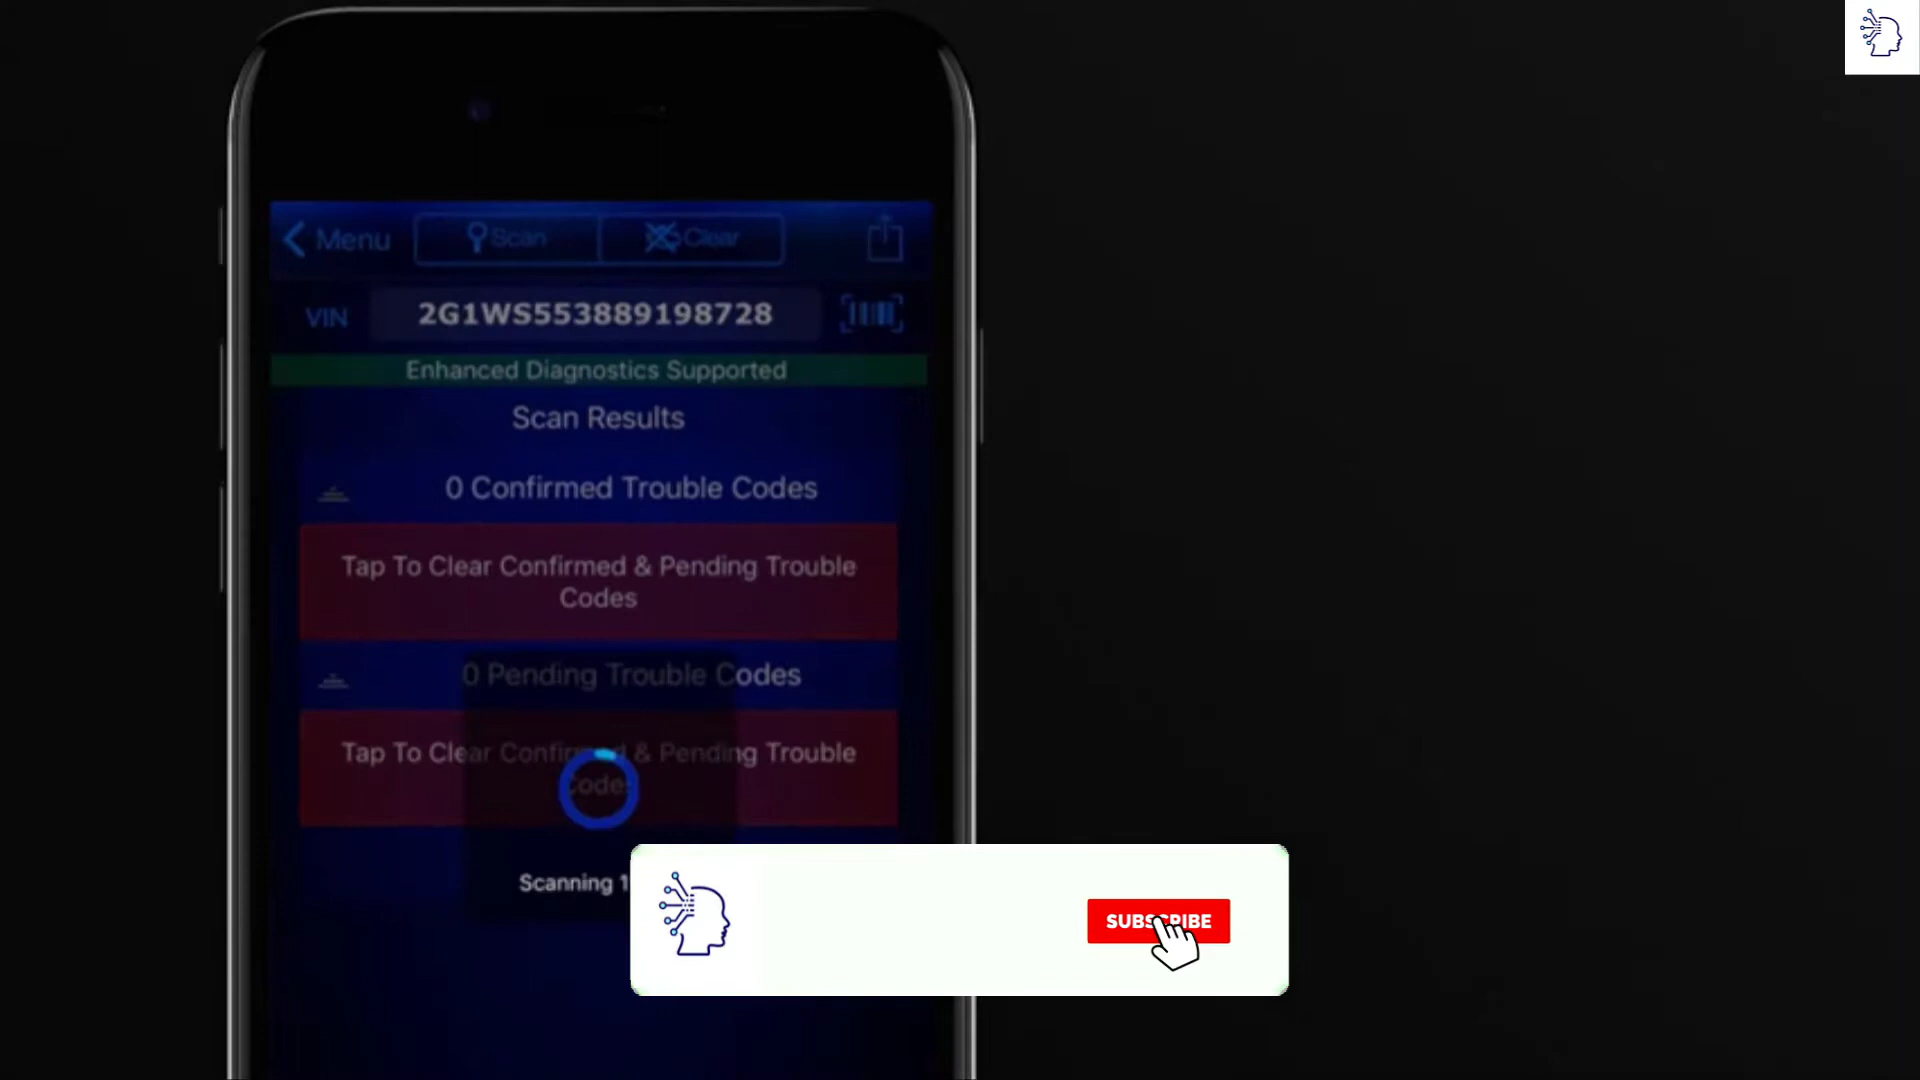 Menu
Scan
Clear
VIN
2G1WS553889198728
Enhanced Diagnostics Supported
Scan Results
0 Confirmed Trouble Codes
Tap To Clear Confirmed & Pending Trouble
Codes
0 Pending Trouble Codes
Tap To Clear Confirmed & Pending Trouble
Codes
Scanning 1
SUBSCRIBE